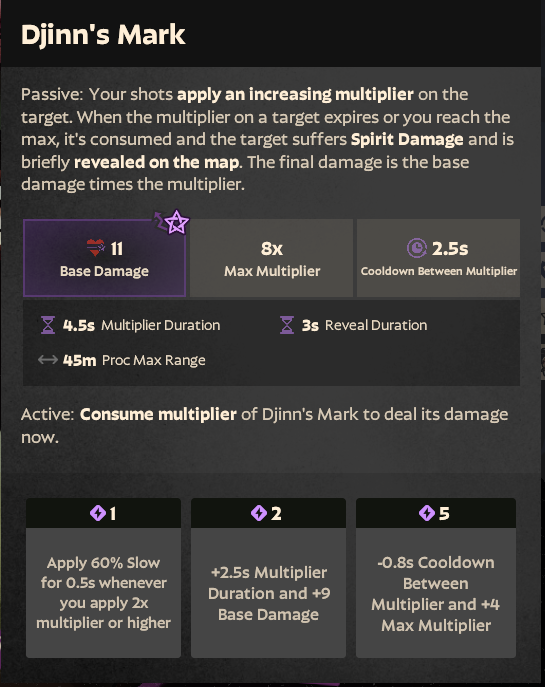 Djinn's Mark
Passive: Your shots apply an increasing multiplier on the
target. When the multiplier on a target expires or you reach the
max, it's consumed and the target suffers Spirit Damage and is
briefly revealed on the map. The final damage is the base
damage times the multiplier.
11
Base Damage
8x
Max Multiplier
2.5s
Cooldown Between Multiplier
4.5s Multiplier Duration
3s Reveal Duration
45m Proc Max Range
Active: Consume multiplier of Djinn's Mark to deal its damage
now.
1
Apply 60% Slow
for 0.5s whenever
you apply 2x
multiplier or higher
2
+2.5s Multiplier
Duration and +9
Base Damage
5
-0.8s Cooldown
Between
Multiplier and +4
Max Multiplier